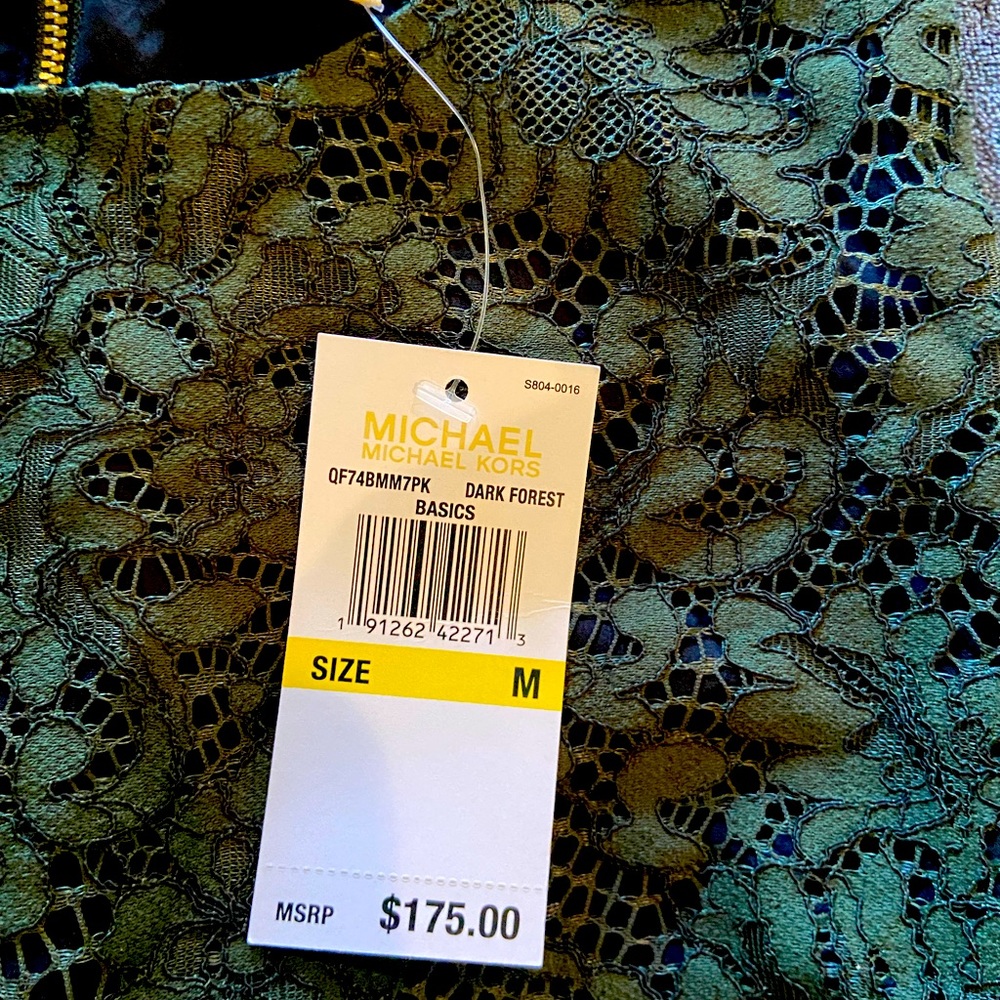 S804-0016
MICHAEL
MICHAEL KORS
QF74BMM7PK DARK FOREST
BASICS
1 91262 42271 3
SIZE M
MSRP $175.00